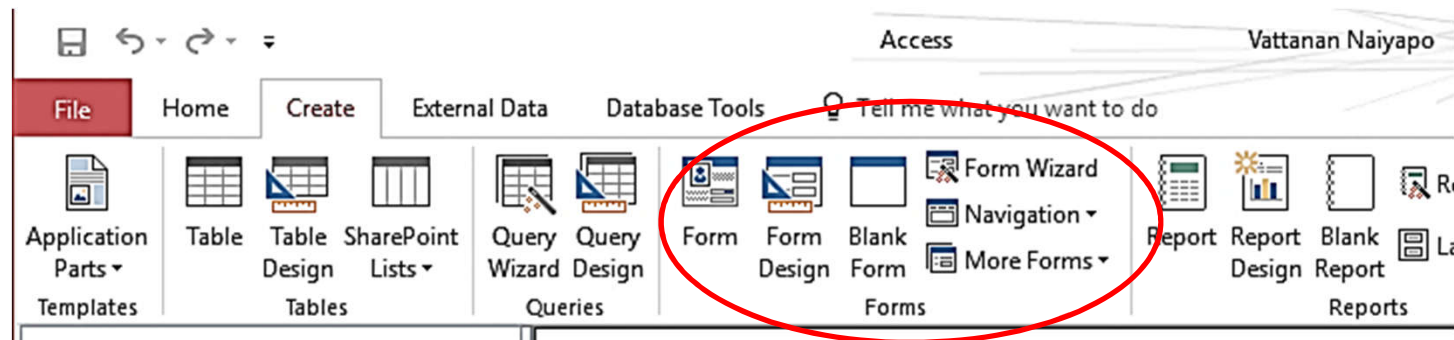 Access Vattanan Naiyapo
File Home Create External Data Database Tools Tell me what you want to do
Application Parts
Table
Table Design
SharePoint Lists
Query Wizard
Query Design
Form
Form Design
Blank Form
Form Wizard
Navigation
More Forms
Report
Report Design
Blank Report
Templates Tables Queries Forms Reports